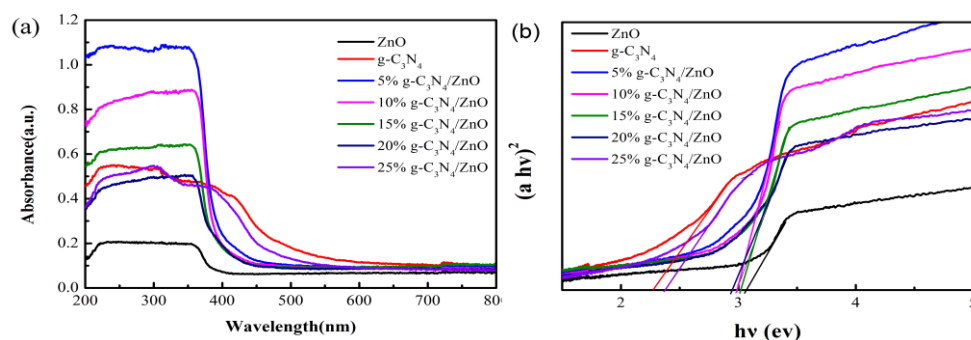 (a)
1.2
1.0
0.8
0.6
0.4
0.2
0.0
Absorbance(a.u.)
200
300
400
500
600
700
80
Wavelength(nm)
ZnO
g-C₃N₄
5% g-C₃N₄/ZnO
10% g-C₃N₄/ZnO
15% g-C₃N₄/ZnO
20% g-C₃N₄/ZnO
25% g-C₃N₄/ZnO
(b)
(a hν)²
ZnO
g-C₃N₄
5% g-C₃N₄/ZnO
10% g-C₃N₄/ZnO
15% g-C₃N₄/ZnO
20% g-C₃N₄/ZnO
25% g-C₃N₄/ZnO
2
3
4
hν (ev)